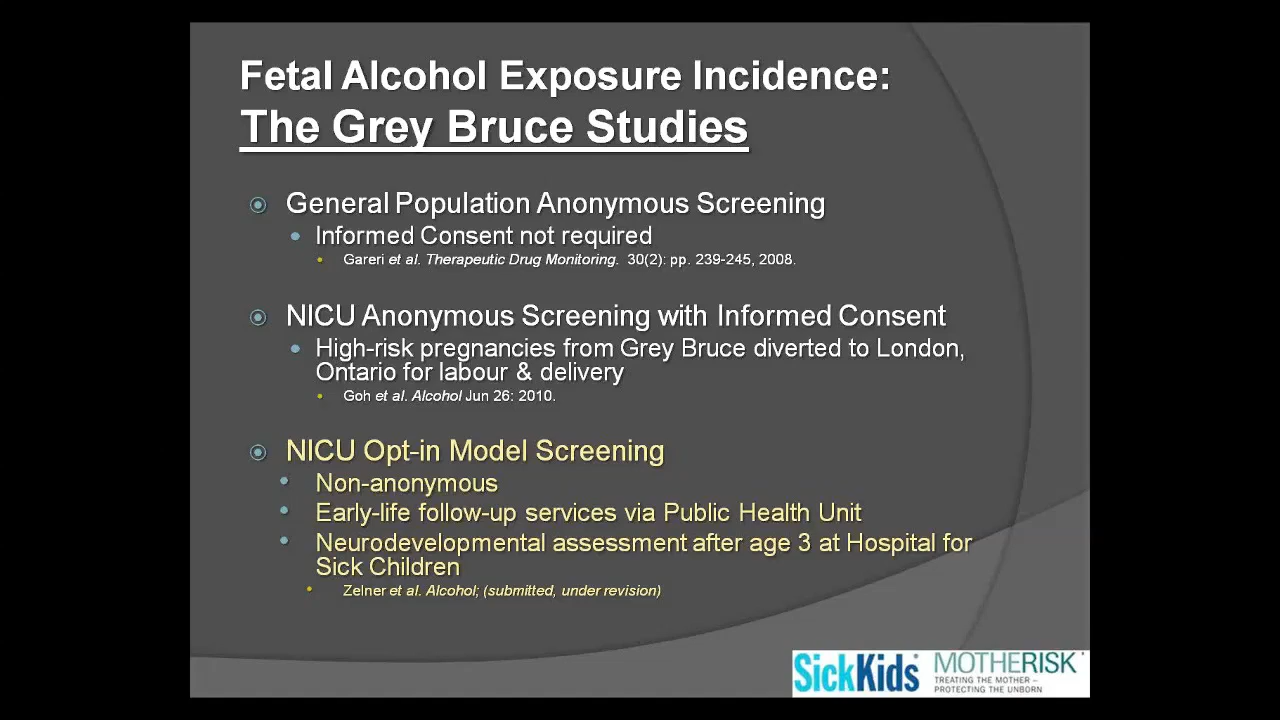 Fetal Alcohol Exposure Incidence:
The Grey Bruce Studies
General Population Anonymous Screening
Informed Consent not required
Gareri et al. Therapeutic Drug Monitoring. 30(2): pp. 239-245, 2008.
NICU Anonymous Screening with Informed Consent
High-risk pregnancies from Grey Bruce diverted to London,
Ontario for labour & delivery
Goh et al. Alcohol Jun 26: 2010.
NICU Opt-in Model Screening
Non-anonymous
Early-life follow-up services via Public Health Unit
Neurodevelopmental assessment after age 3 at Hospital for
Sick Children
Zelner et al. Alcohol; (submitted, under revision)
SickKids
MOTHERISK
TREATING THE MOTHER –
PROTECTING THE UNBORN